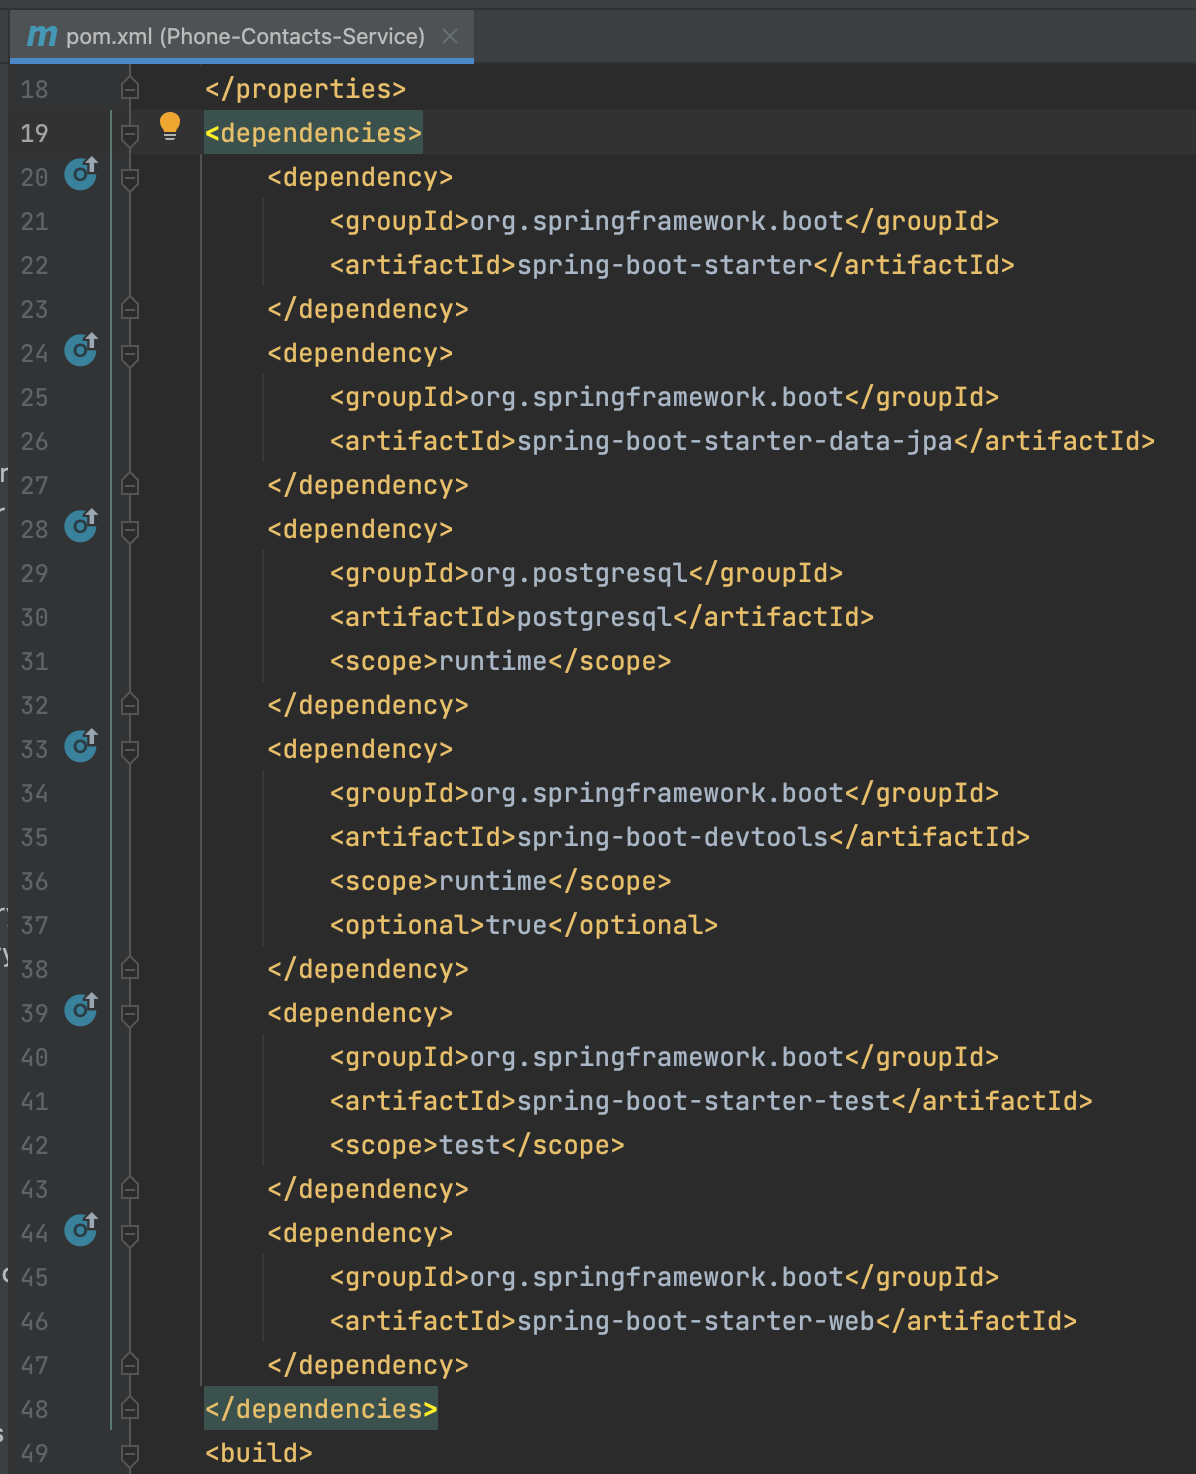 m pom.xml (Phone-Contacts-Service)
18 </properties>
19 <dependencies>
20 <dependency>
21 <groupId>org.springframework.boot</groupId>
22 <artifactId>spring-boot-starter</artifactId>
23 </dependency>
24 <dependency>
25 <groupId>org.springframework.boot</groupId>
26 <artifactId>spring-boot-starter-data-jpa</artifactId>
27 </dependency>
28 <dependency>
29 <groupId>org.postgresql</groupId>
30 <artifactId>postgresql</artifactId>
31 <scope>runtime</scope>
32 </dependency>
33 <dependency>
34 <groupId>org.springframework.boot</groupId>
35 <artifactId>spring-boot-devtools</artifactId>
36 <scope>runtime</scope>
37 <optional>true</optional>
38 </dependency>
39 <dependency>
40 <groupId>org.springframework.boot</groupId>
41 <artifactId>spring-boot-starter-test</artifactId>
42 <scope>test</scope>
43 </dependency>
44 <dependency>
45 <groupId>org.springframework.boot</groupId>
46 <artifactId>spring-boot-starter-web</artifactId>
47 </dependency>
48 </dependencies>
49 <build>